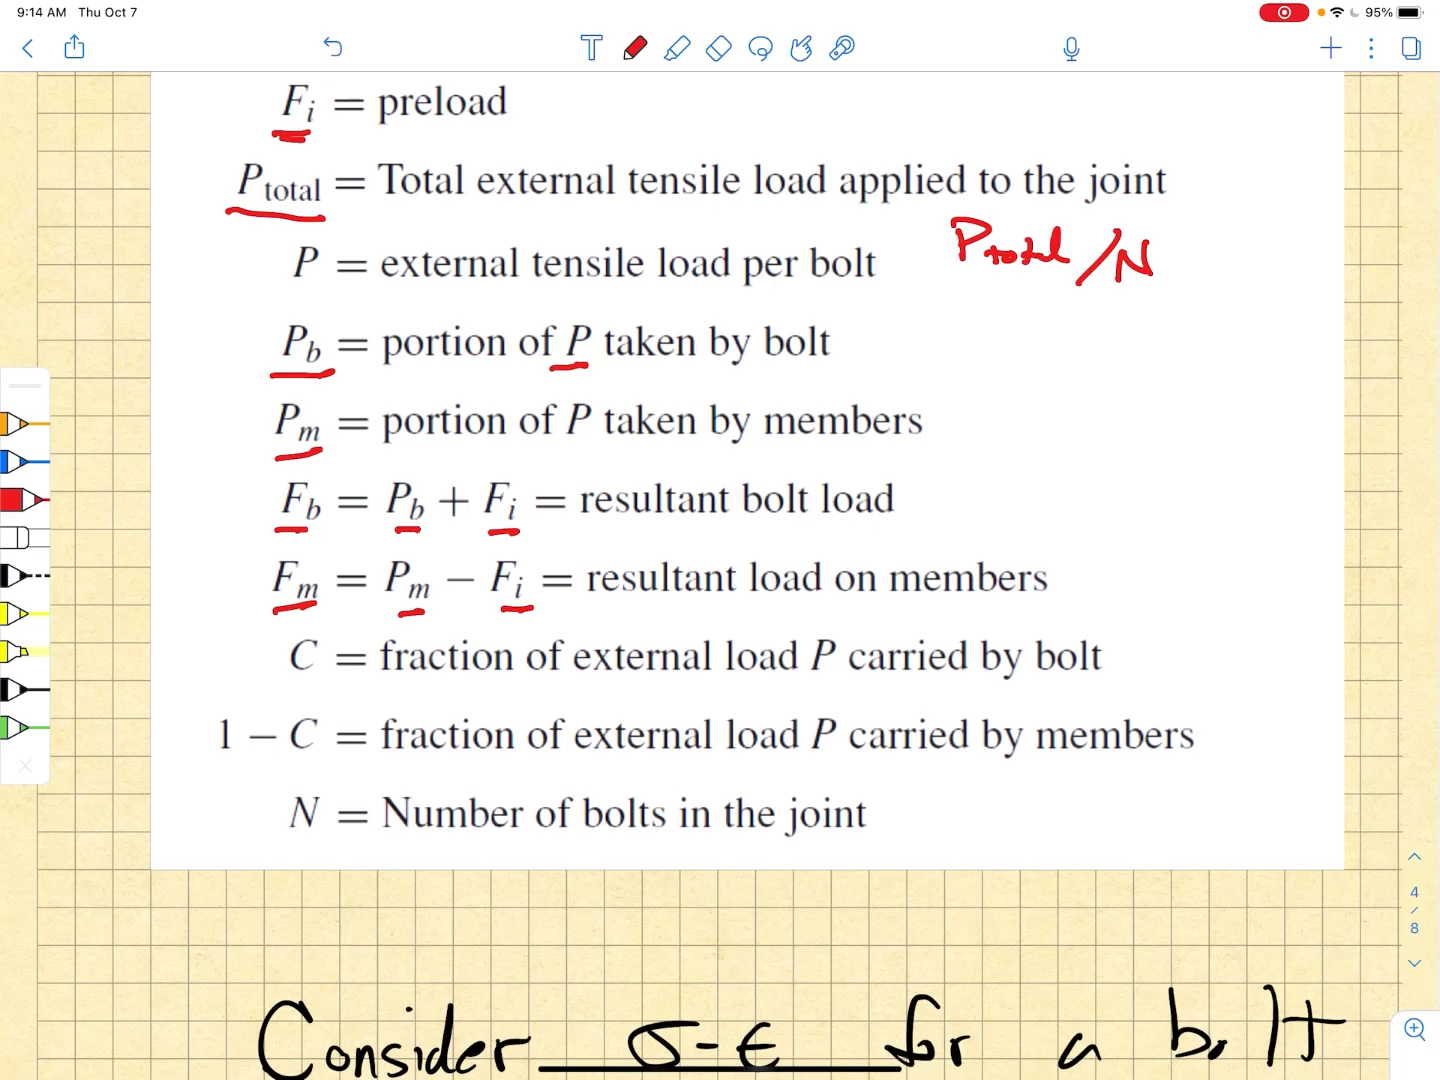 9:14 AM Thu Oct 7 95%
T
F_i = preload
P_total = Total external tensile load applied to the joint
P = external tensile load per bolt P_total / N
P_b = portion of P taken by bolt
P_m = portion of P taken by members
F_b = P_b + F_i = resultant bolt load
F_m = P_m − F_i = resultant load on members
C = fraction of external load P carried by bolt
1 − C = fraction of external load P carried by members
N = Number of bolts in the joint
4
/
8
Consider σ-ϵ for a bolt